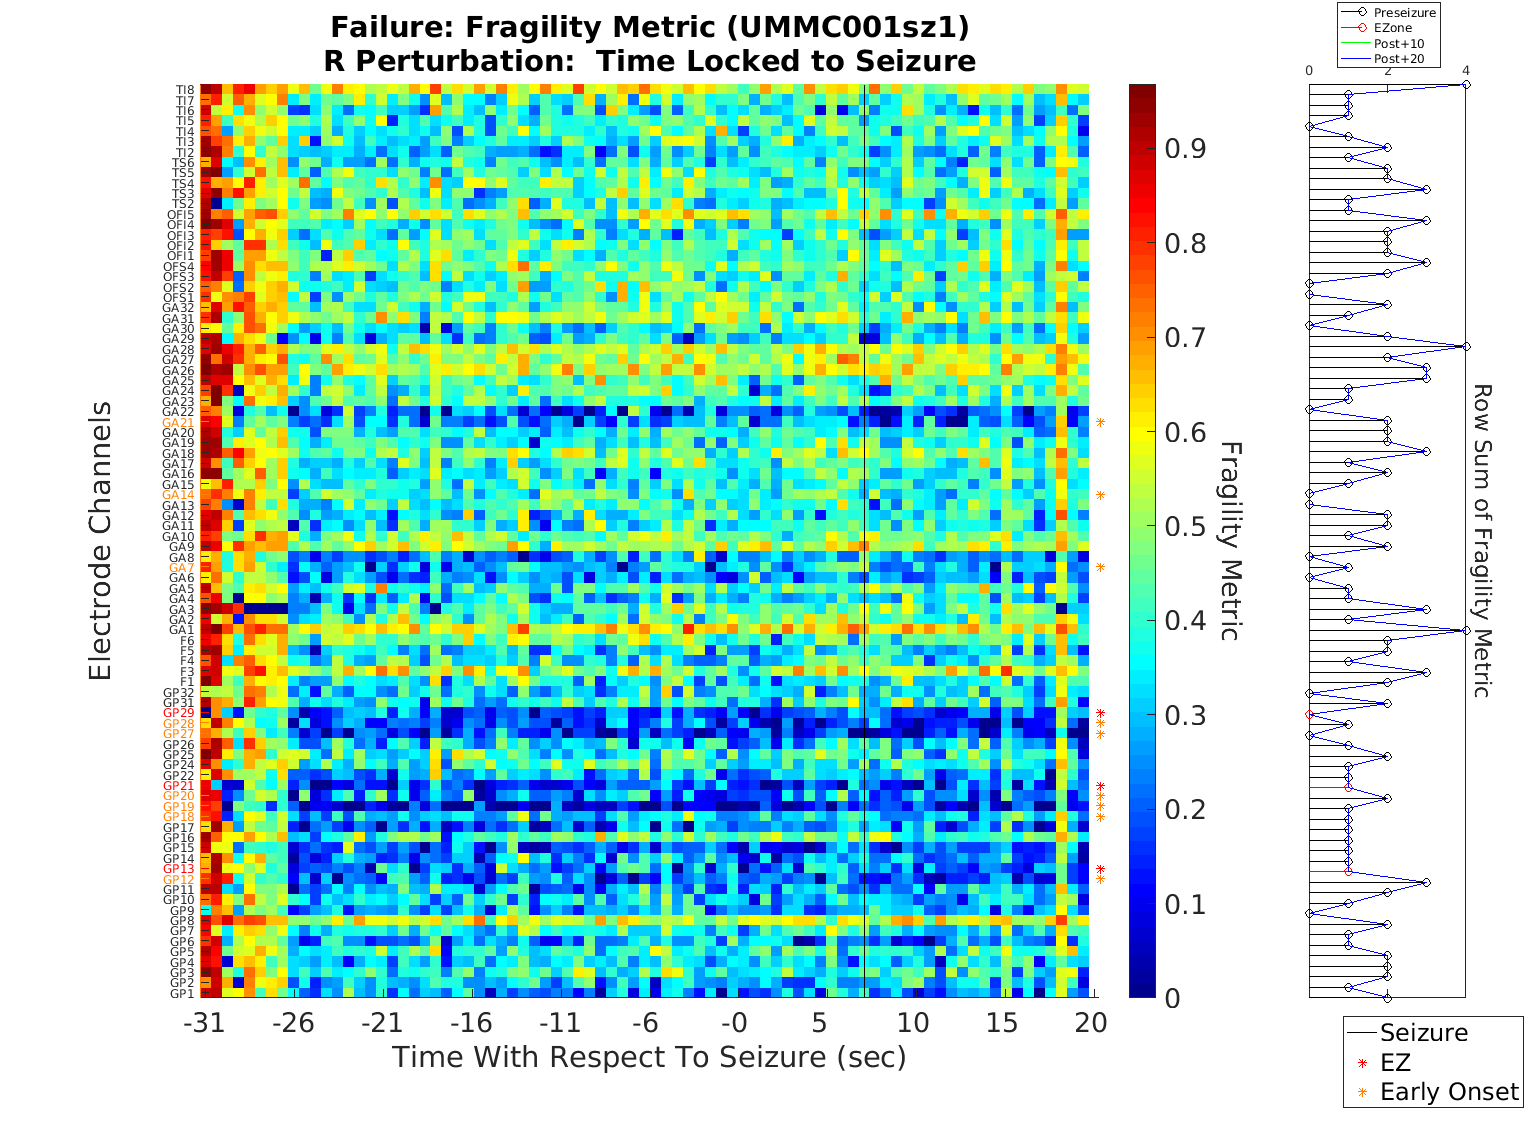 Failure: Fragility Metric (UMMC001sz1)
R Perturbation:  Time Locked to Seizure
Preseizure
EZone
Post+10
Post+20
0 2 4
TI8
TI7
TI6
TI5
TI4
TI3
TI2
TS6
TS5
TS4
TS3
TS2
OFI5
OFI4
OFI3
OFI2
OFI1
OFS4
OFS3
OFS2
OFS1
GA32
GA31
GA30
GA29
GA28
GA27
GA26
GA25
GA24
GA23
GA22
GA21
GA20
GA19
GA18
GA17
GA16
GA15
GA14
GA13
GA12
GA11
GA10
GA9
GA8
GA7
GA6
GA5
GA4
GA3
GA2
GA1
F6
F5
F4
F3
F1
GP32
GP31
GP29
GP28
GP27
GP26
GP25
GP24
GP22
GP21
GP20
GP19
GP18
GP17
GP16
GP15
GP14
GP13
GP12
GP11
GP10
GP9
GP8
GP7
GP6
GP5
GP4
GP3
GP2
GP1
Electrode Channels
-31 -26 -21 -16 -11 -6 -0 5 10 15 20
Time With Respect To Seizure (sec)
0.9
0.8
0.7
0.6
0.5
0.4
0.3
0.2
0.1
0
Fragility Metric
Row Sum of Fragility Metric
Seizure
EZ
Early Onset